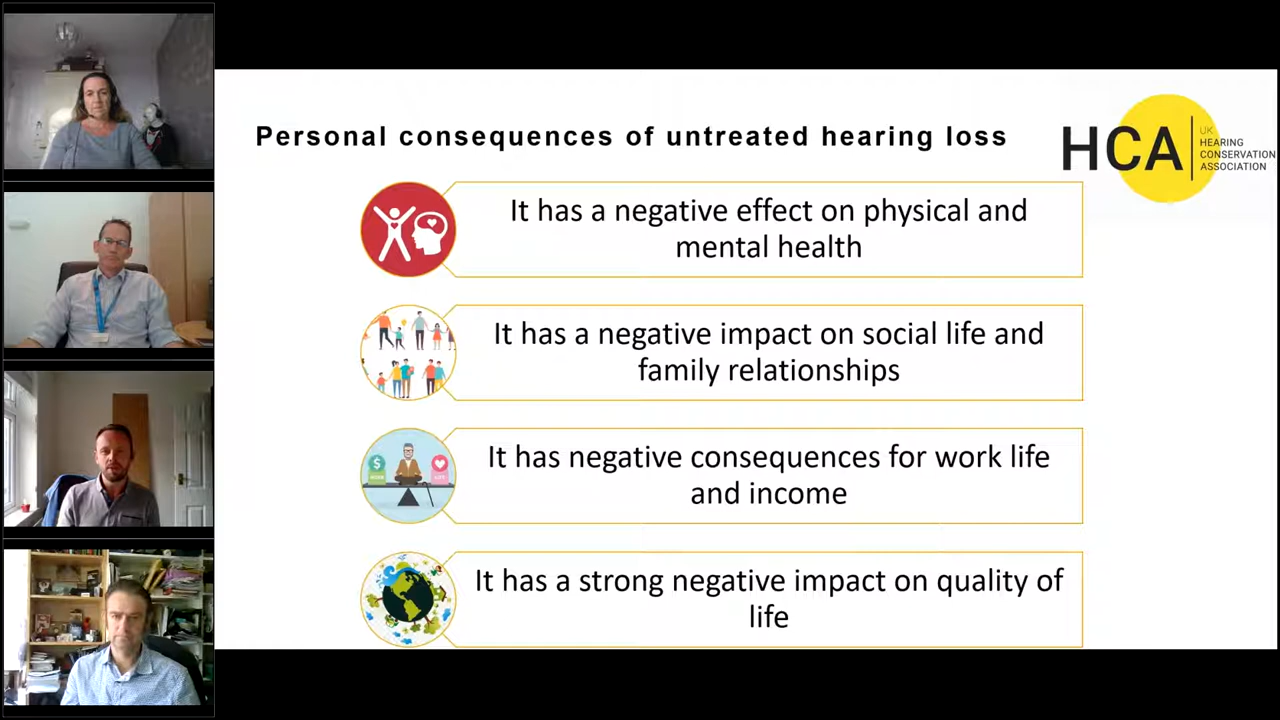 Personal consequences of untreated hearing loss
HCA
UK
HEARING
CONSERVATION
ASSOCIATION
It has a negative effect on physical and
mental health
It has a negative impact on social life and
family relationships
It has negative consequences for work life
and income
It has a strong negative impact on quality of
life